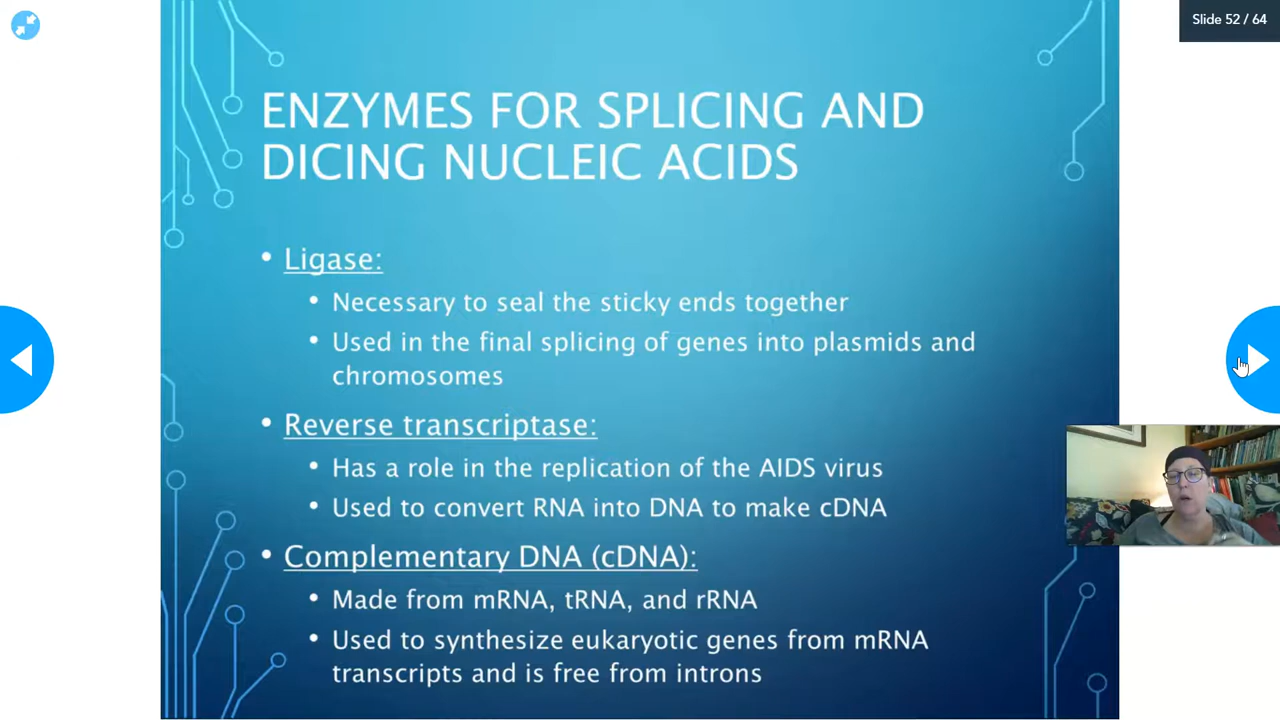 Slide 52 / 64
ENZYMES FOR SPLICING AND
DICING NUCLEIC ACIDS
• Ligase:
• Necessary to seal the sticky ends together
• Used in the final splicing of genes into plasmids and
chromosomes
• Reverse transcriptase:
• Has a role in the replication of the AIDS virus
• Used to convert RNA into DNA to make cDNA
• Complementary DNA (cDNA):
• Made from mRNA, tRNA, and rRNA
• Used to synthesize eukaryotic genes from mRNA
transcripts and is free from introns